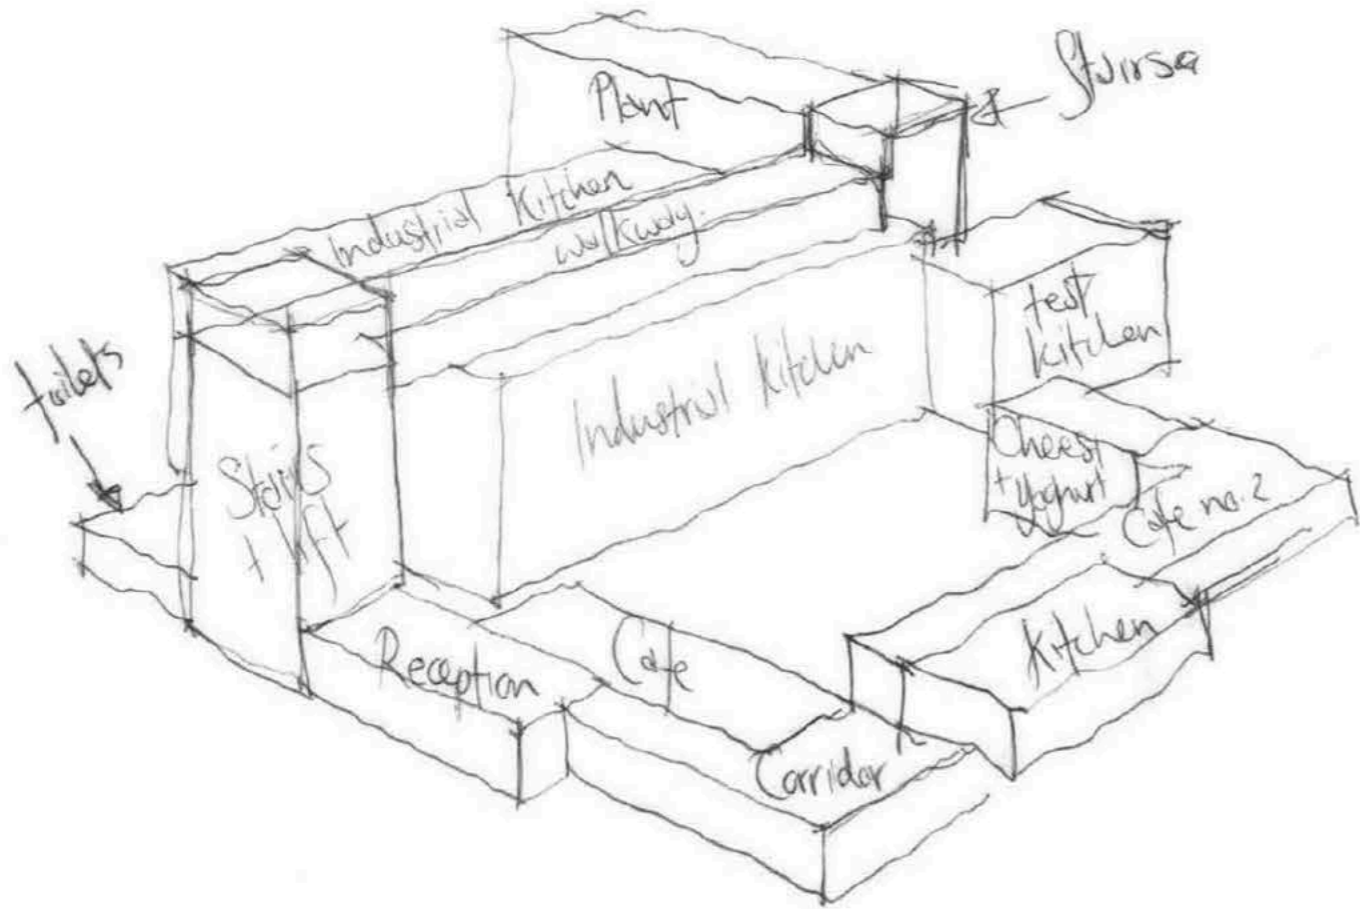 Plant
Industrial Kitchen
walkway.
toilets
Industrial kitchen
test
kitchen
Stairs
+ lift
Cheese
+ Yoghurt
Cafe no. 2
Reception
Cafe
Kitchen
Corridor